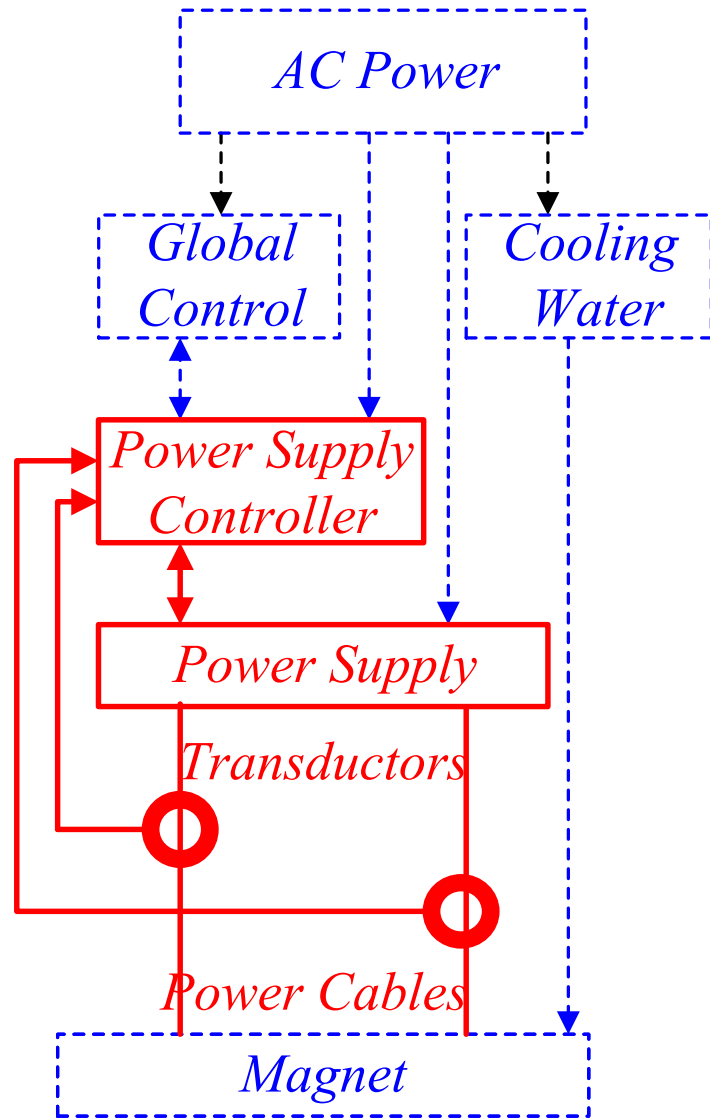 AC Power
Global
Control
Cooling
Water
Power Supply
Controller
Power Supply
Transductors
Power Cables
Magnet